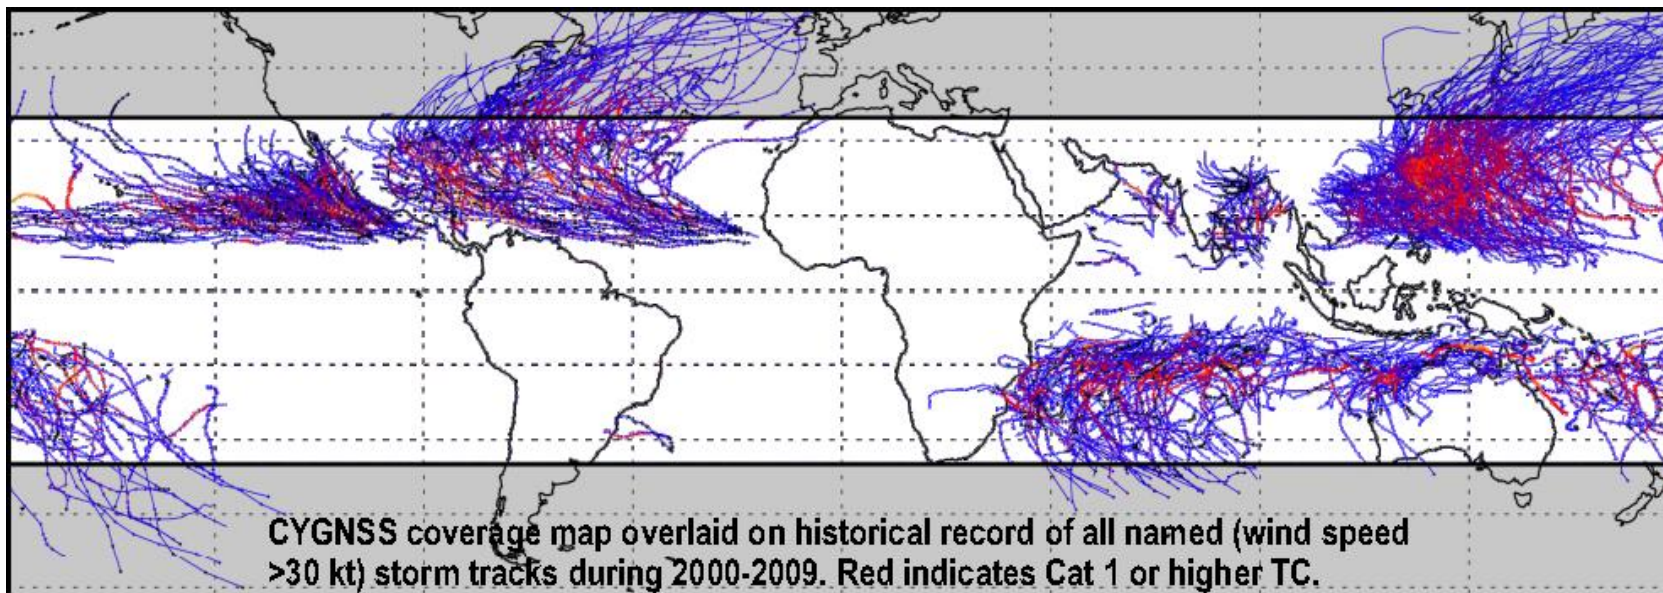 CYGNSS coverage map overlaid on historical record of all named (wind speed
>30 kt) storm tracks during 2000-2009. Red indicates Cat 1 or higher TC.